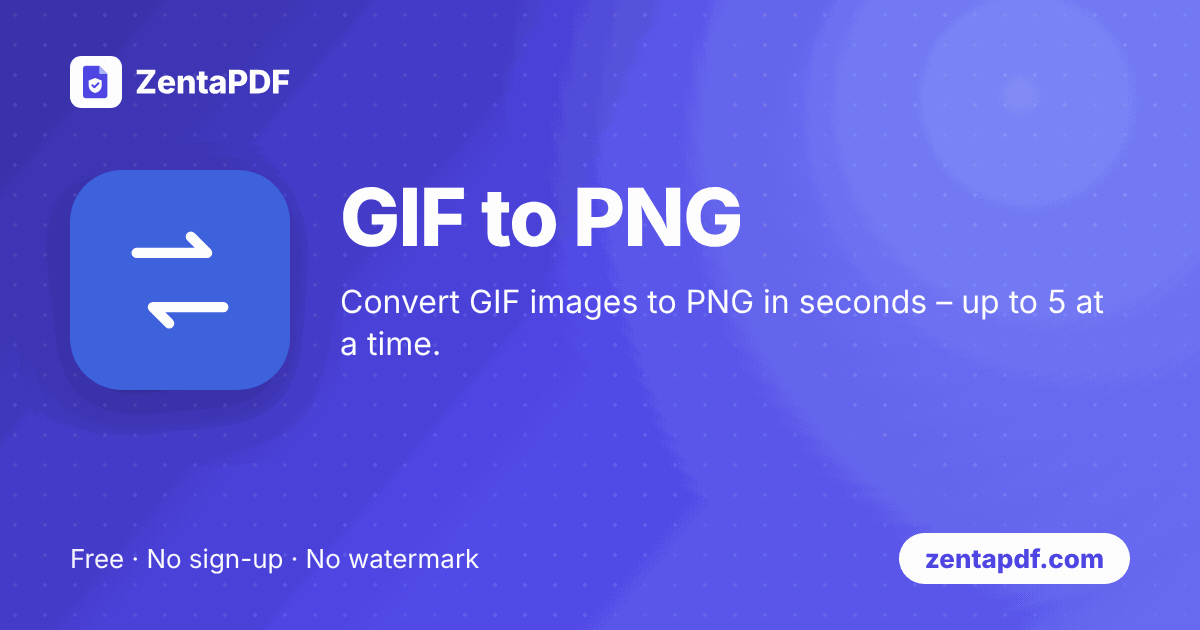 ZentaPDF
GIF to PNG
Convert GIF images to PNG in seconds – up to 5 at
a time.
Free · No sign-up · No watermark
zentapdf.com